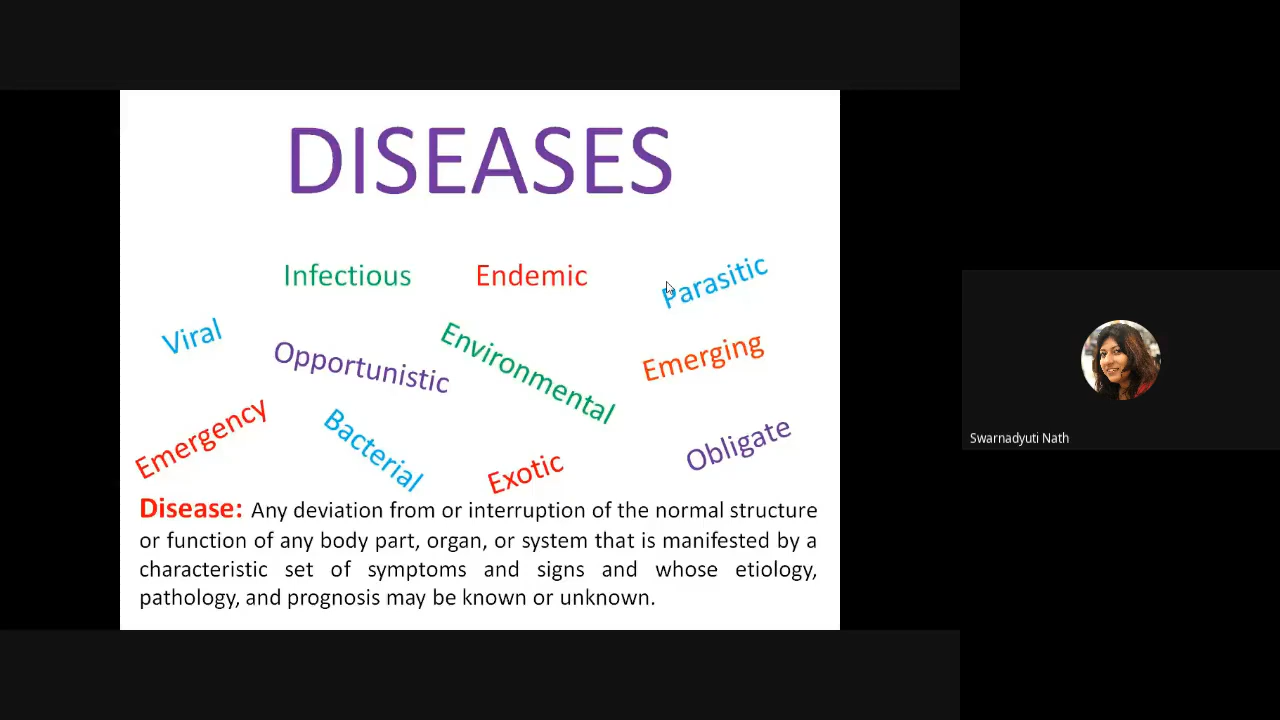 DISEASES
Infectious
Endemic
Parasitic
Viral
Opportunistic
Environmental
Emerging
Emergency
Bacterial
Exotic
Obligate
Disease: Any deviation from or interruption of the normal structure
or function of any body part, organ, or system that is manifested by a
characteristic set of symptoms and signs and whose etiology,
pathology, and prognosis may be known or unknown.
Swarnadyuti Nath